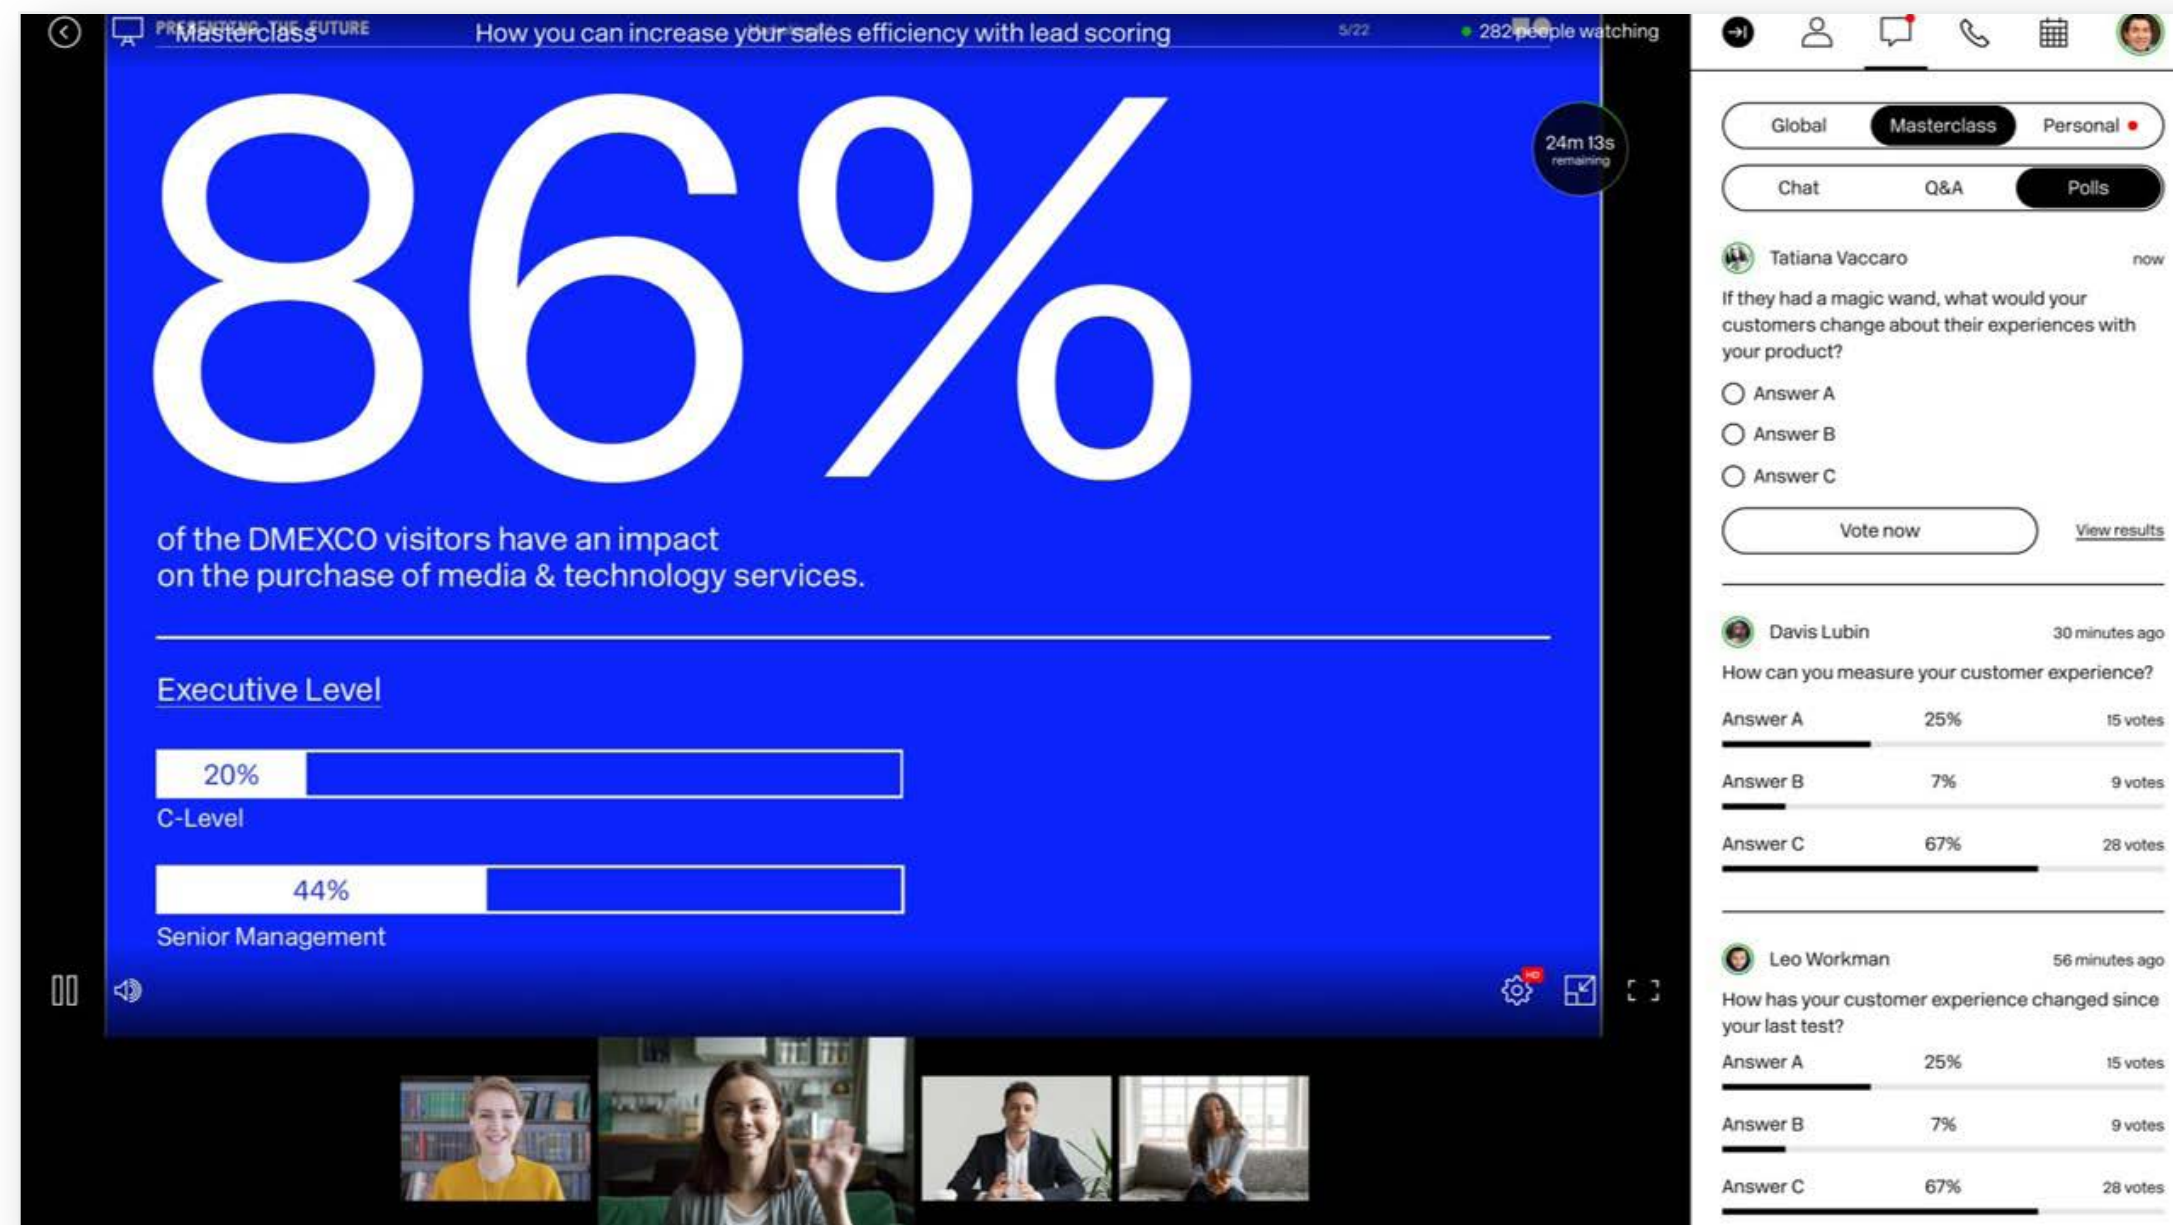 PRESENTING THE FUTURE
Masterclass
How you can increase your sales efficiency with lead scoring
5/22
282 people watching
86%
24m 13s
remaining
of the DMEXCO visitors have an impact
on the purchase of media & technology services.
Executive Level
20%
C-Level
44%
Senior Management
HD
Global Masterclass Personal
Chat Q&A Polls
Tatiana Vaccaro now
If they had a magic wand, what would your
customers change about their experiences with
your product?
Answer A
Answer B
Answer C
Vote now View results
Davis Lubin 30 minutes ago
How can you measure your customer experience?
Answer A 25% 15 votes
Answer B 7% 9 votes
Answer C 67% 28 votes
Leo Workman 56 minutes ago
How has your customer experience changed since
your last test?
Answer A 25% 15 votes
Answer B 7% 9 votes
Answer C 67% 28 votes